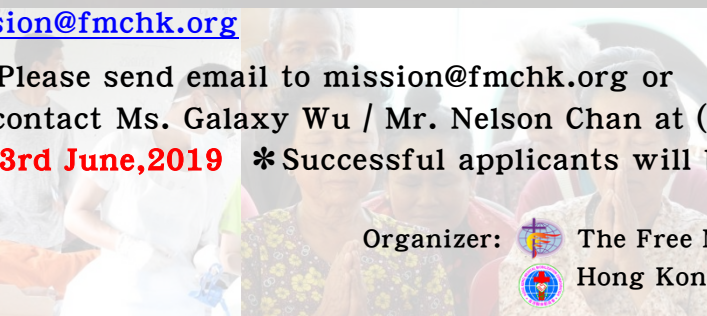 sion@fmchk.org
Please send email to mission@fmchk.org or
contact Ms. Galaxy Wu / Mr. Nelson Chan at (
3rd June,2019 *Successful applicants will
Organizer: The Free
Hong Kon